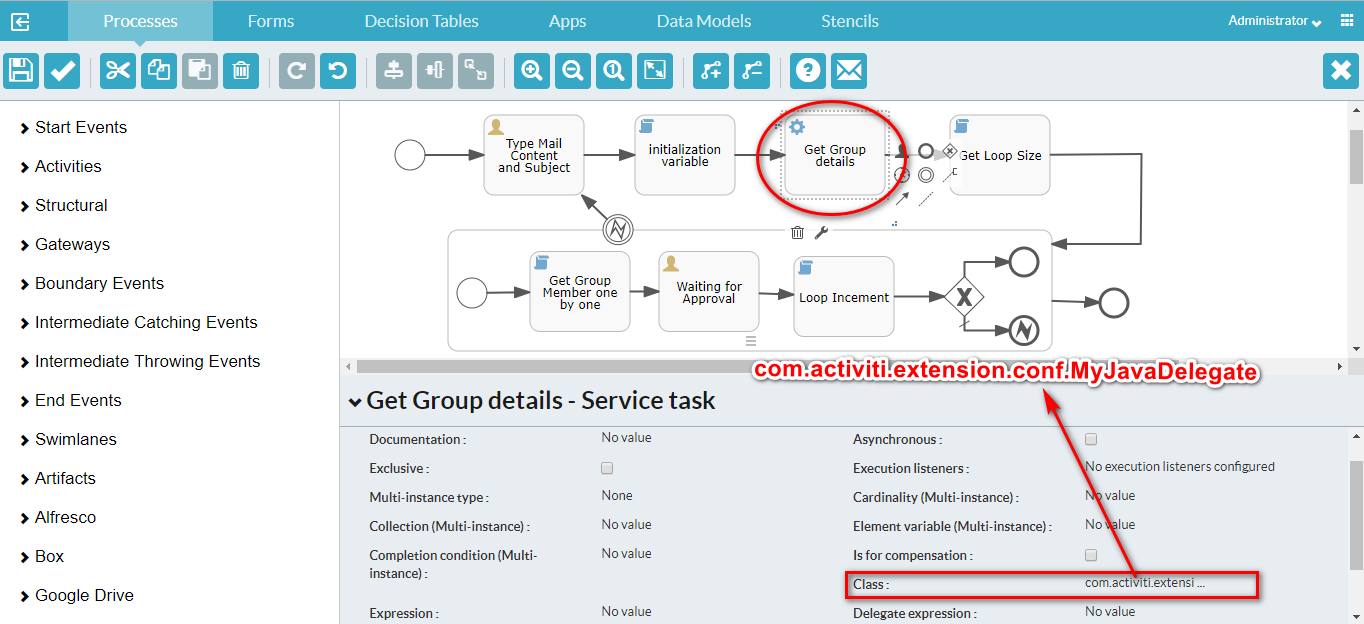 Processes Forms Decision Tables Apps Data Models Stencils Administrator
Start Events
Activities
Structural
Gateways
Boundary Events
Intermediate Catching Events
Intermediate Throwing Events
End Events
Swimlanes
Artifacts
Alfresco
Box
Google Drive
Type Mail
Content
and Subject
initialization
variable
Get Group
details
Get Loop Size
Get Group
Member one
by one
Waiting for
Approval
Loop Incement
com.activiti.extension.conf.MyJavaDelegate
Get Group details - Service task
Documentation : No value
Asynchronous :
Exclusive :
Execution listeners : No execution listeners configured
Multi-instance type : None
Cardinality (Multi-instance) : No value
Collection (Multi-instance) : No value
Element variable (Multi-instance) : No value
Completion condition (Multi-
instance) : No value
Is for compensation :
Class : com.activiti.extensi ...
Expression : No value
Delegate expression : No value